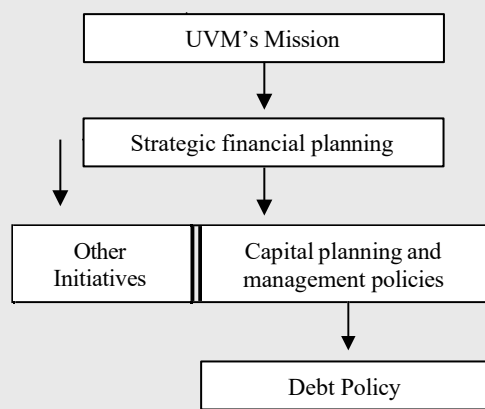 UVM’s Mission
Strategic financial planning
Other
Initiatives
Capital planning and
management policies
Debt Policy